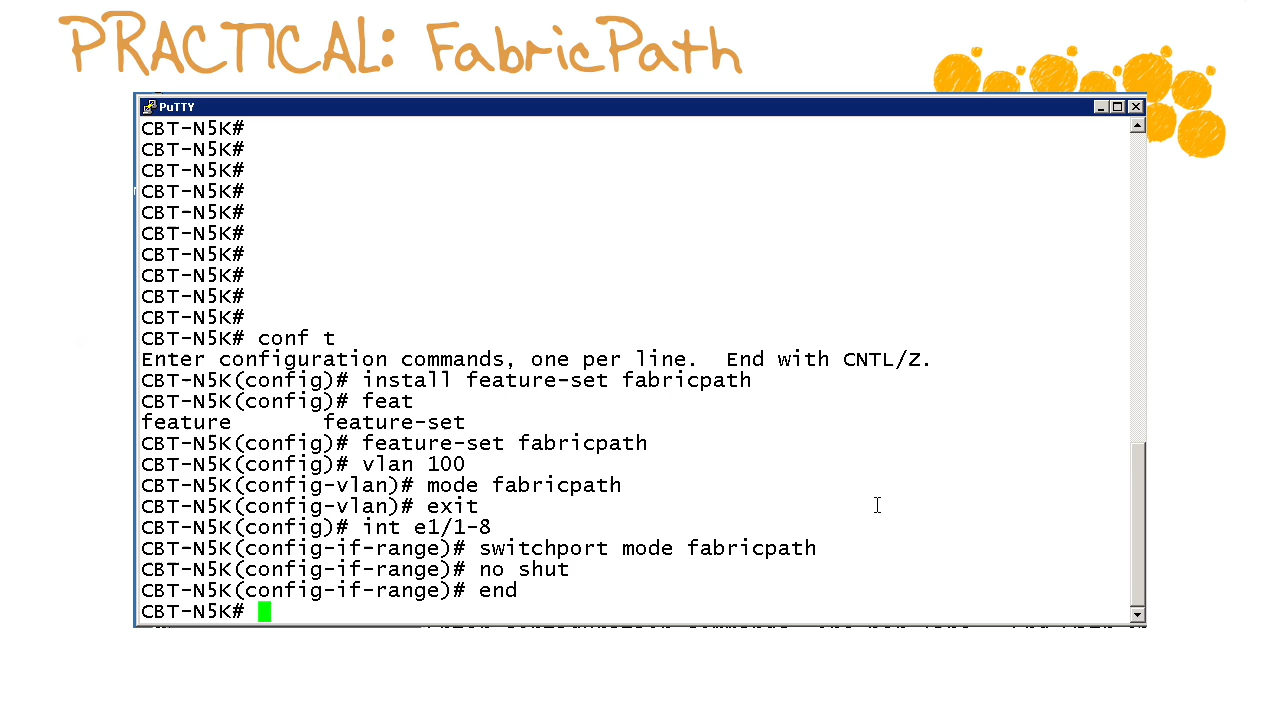 PRACTICAL: FabricPath
PuTTY
CBT-N5K#
CBT-N5K#
CBT-N5K#
CBT-N5K#
CBT-N5K#
CBT-N5K#
CBT-N5K#
CBT-N5K#
CBT-N5K#
CBT-N5K#
CBT-N5K# conf t
Enter configuration commands, one per line.  End with CNTL/Z.
CBT-N5K(config)# install feature-set fabricpath
CBT-N5K(config)# feat
feature       feature-set
CBT-N5K(config)# feature-set fabricpath
CBT-N5K(config)# vlan 100
CBT-N5K(config-vlan)# mode fabricpath
CBT-N5K(config-vlan)# exit
CBT-N5K(config)# int e1/1-8
CBT-N5K(config-if-range)# switchport mode fabricpath
CBT-N5K(config-if-range)# no shut
CBT-N5K(config-if-range)# end
CBT-N5K#